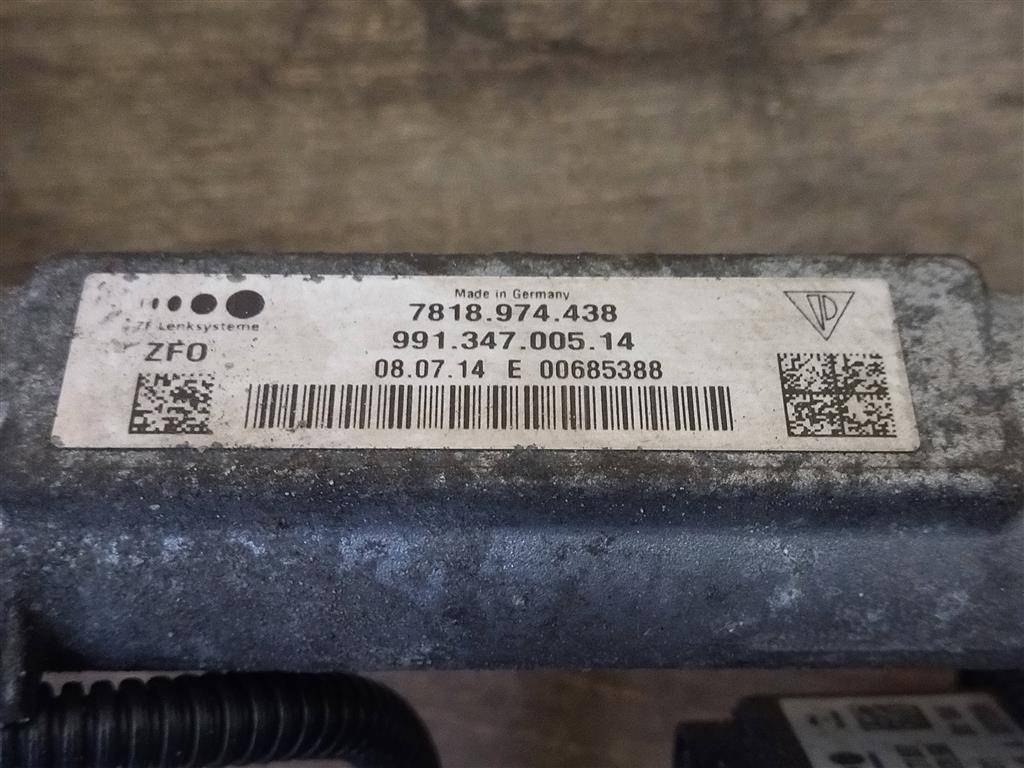 Made in Germany
7818.974.438
ZF Lenksysteme
991.347.005.14
ZFO
08.07.14 E 00685388